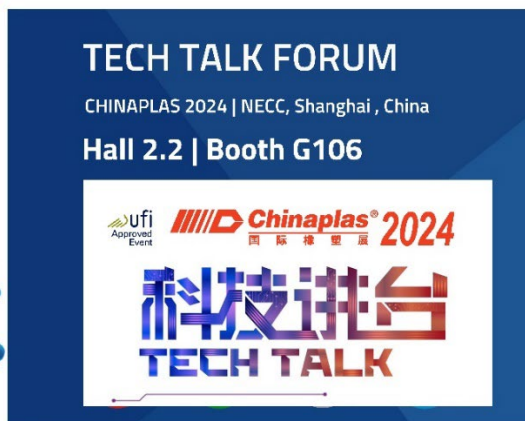 TECH TALK FORUM
CHINAPLAS 2024 | NECC, Shanghai , China
Hall 2.2 | Booth G106
ufi
Approved
Event
Chinaplas® 2024
国际橡塑展
科技讲台
TECH TALK